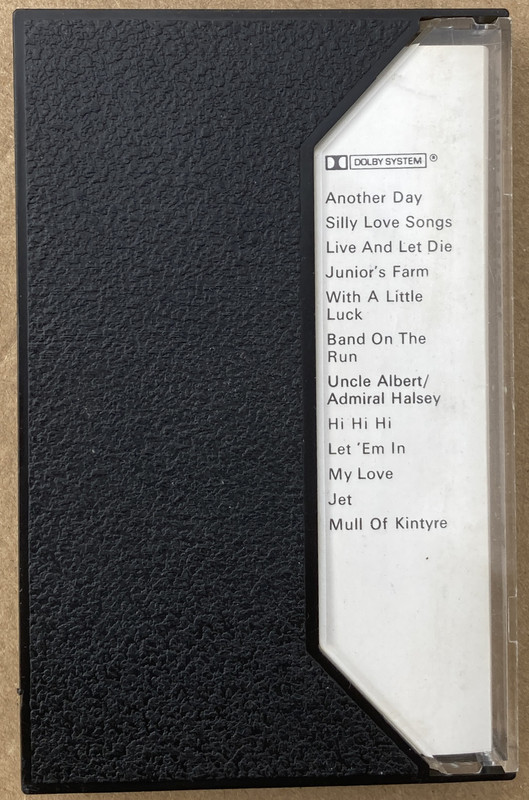 DOLBY SYSTEM ®
Another Day
Silly Love Songs
Live And Let Die
Junior's Farm
With A Little
Luck
Band On The
Run
Uncle Albert/
Admiral Halsey
Hi Hi Hi
Let 'Em In
My Love
Jet
Mull Of Kintyre